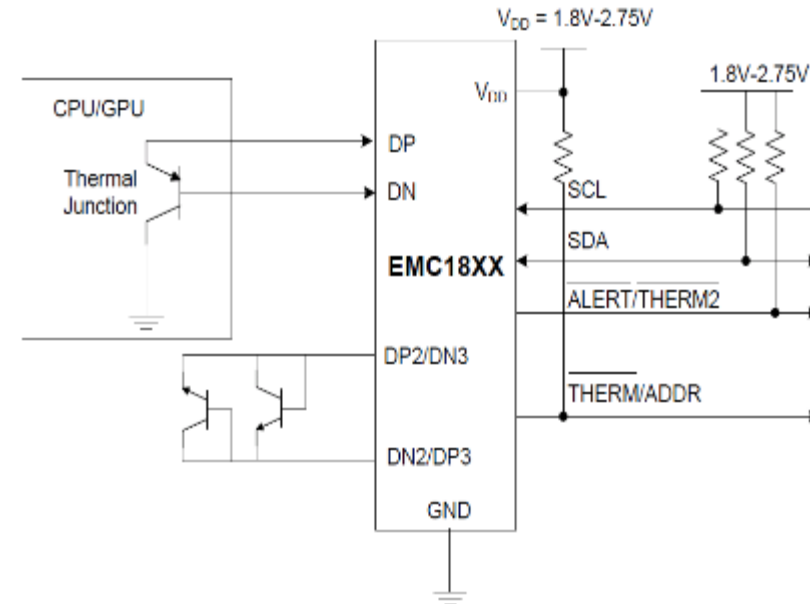 V_DD = 1.8V-2.75V
1.8V-2.75V
V_DD
CPU/GPU
DP
Thermal
Junction
DN
SCL
SDA
EMC18XX
ALERT/THERM2
DP2/DN3
THERM/ADDR
DN2/DP3
GND